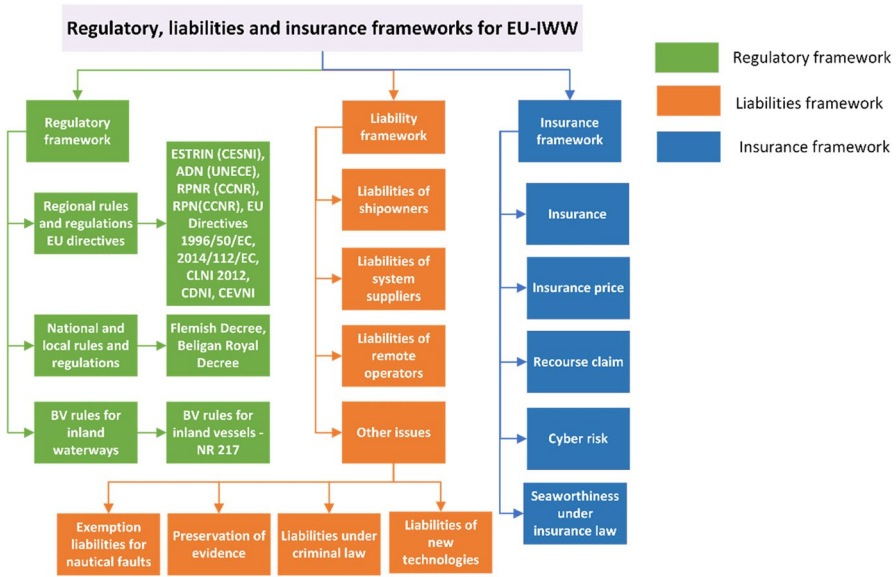 Regulatory, liabilities and insurance frameworks for EU-IWW
Regulatory framework
Liabilities framework
Insurance framework
Regulatory
framework
ESTRIN (CESNI),
ADN (UNECE),
RPNR (CCNR),
RPN(CCNR), EU
Directives
1996/50/EC,
2014/112/EC,
CLNI 2012,
CDNI, CEVNI
Regional rules
and regulations
EU directives
National and
local rules and
regulations
Flemish Decree,
Beligan Royal
Decree
BV rules for
inland
waterways
BV rules for
inland vessels -
NR 217
Liability
framework
Liabilities of
shipowners
Liabilities of
system
suppliers
Liabilities of
remote
operators
Other issues
Exemption
liabilities for
nautical faults
Preservation of
evidence
Liabilities under
criminal law
Liabilities of
new
technologies
Insurance
framework
Insurance
Insurance price
Recourse claim
Cyber risk
Seaworthiness
under
insurance law